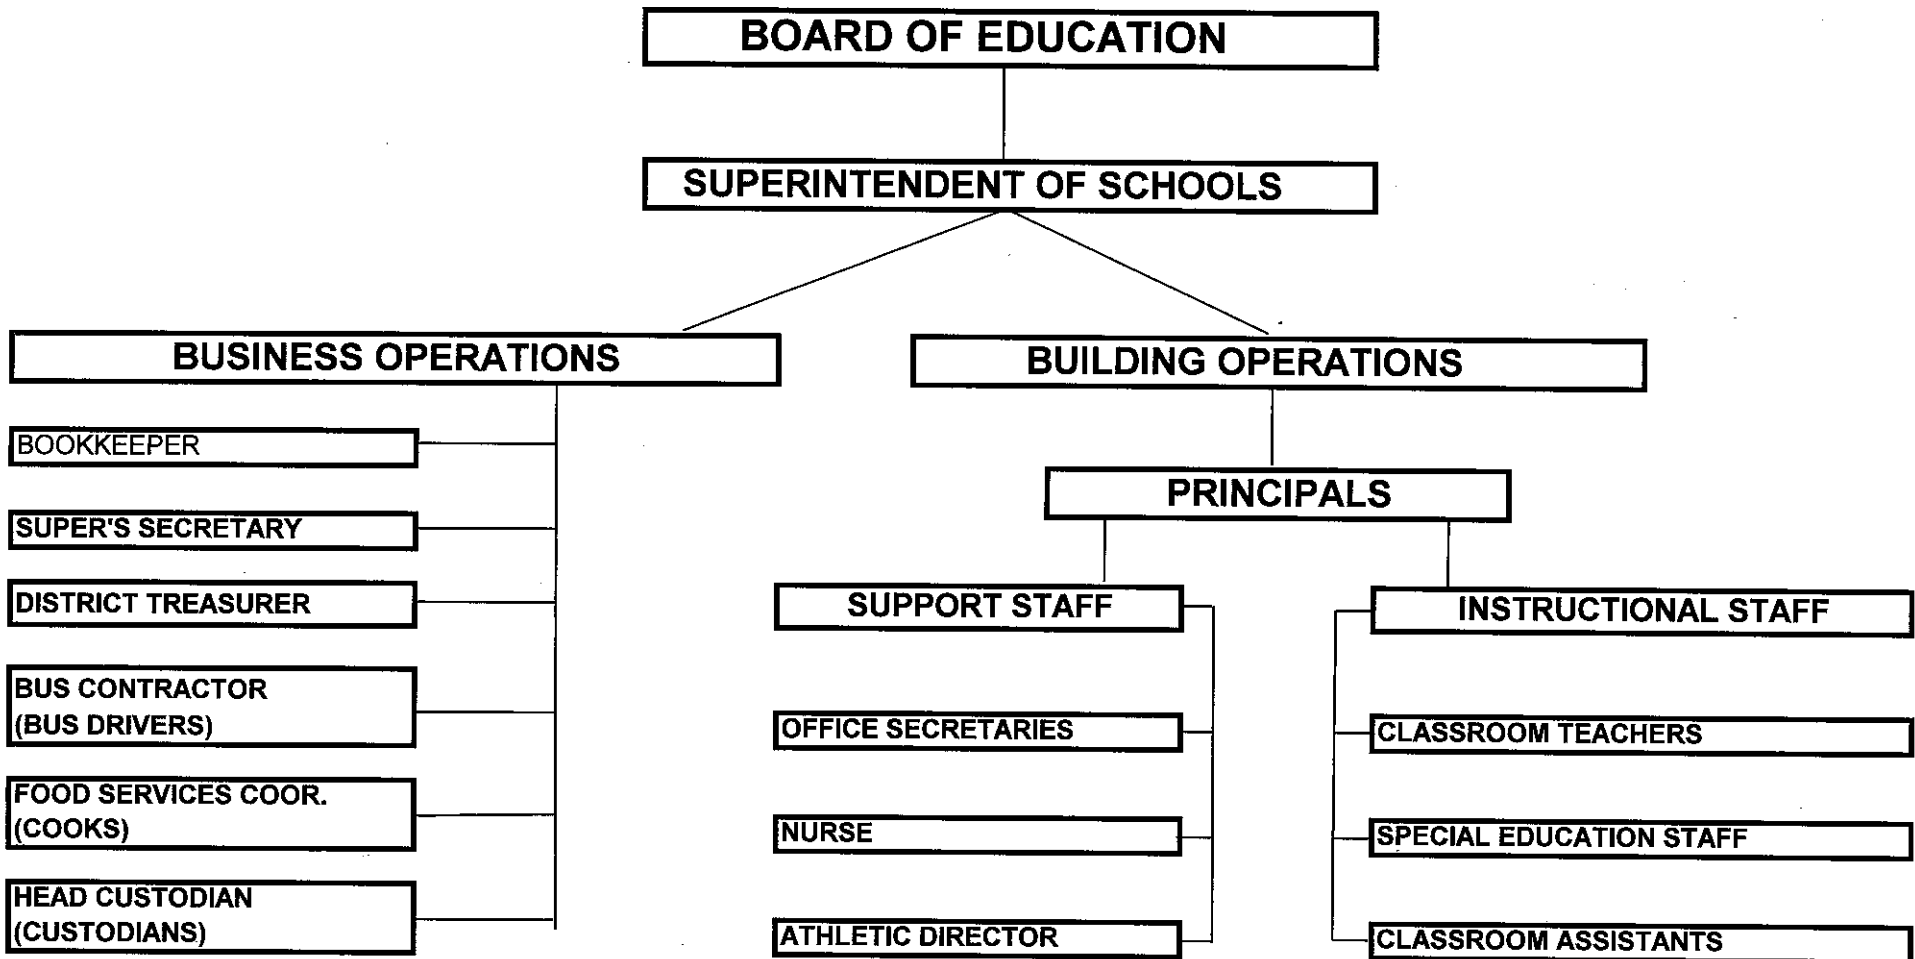 BOARD OF EDUCATION
SUPERINTENDENT OF SCHOOLS
BUSINESS OPERATIONS
BOOKKEEPER
SUPER'S SECRETARY
DISTRICT TREASURER
BUS CONTRACTOR
(BUS DRIVERS)
FOOD SERVICES COOR.
(COOKS)
HEAD CUSTODIAN
(CUSTODIANS)
BUILDING OPERATIONS
PRINCIPALS
SUPPORT STAFF
OFFICE SECRETARIES
NURSE
ATHLETIC DIRECTOR
INSTRUCTIONAL STAFF
CLASSROOM TEACHERS
SPECIAL EDUCATION STAFF
CLASSROOM ASSISTANTS